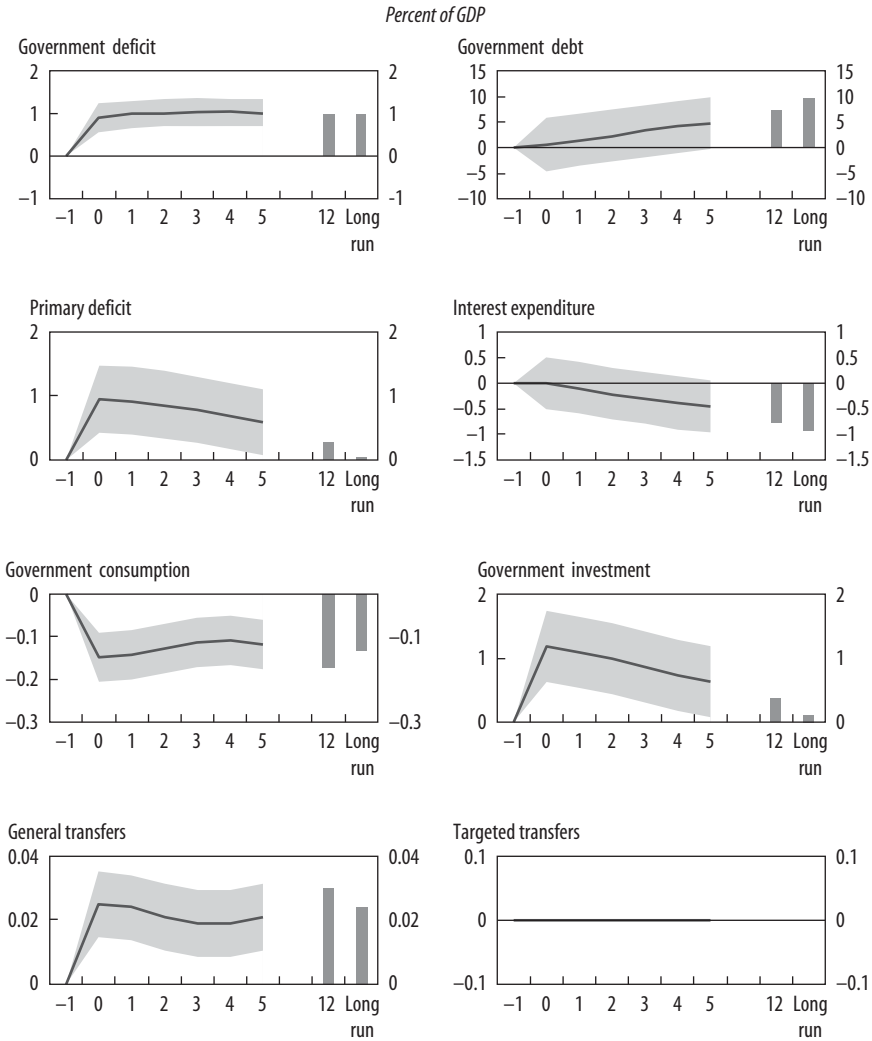 Percent of GDP
Government deficit
2 2
1 1
0 0
–1 -1
–1 0 1 2 3 4 5 12 Long
run
Government debt
15 15
10 10
5 5
0 0
–5 –5
–10 –10
–1 0 1 2 3 4 5 12 Long
run
Primary deficit
2 2
1 1
0 0
–1 0 1 2 3 4 5 12 Long
run
Interest expenditure
1 1
0.5 0.5
0 0
–0.5 –0.5
–1 –1
–1.5 –1.5
–1 0 1 2 3 4 5 12 Long
run
Government consumption
0
–0.1 –0.1
–0.2
–0.3 –0.3
–1 0 1 2 3 4 5 12 Long
run
Government investment
2 2
1 1
0 0
–1 0 1 2 3 4 5 12 Long
run
General transfers
0.04 0.04
0.02 0.02
0 0
–1 0 1 2 3 4 5 12 Long
run
Targeted transfers
0.1 0.1
0 0
–0.1 –0.1
–1 0 1 2 3 4 5 12 Long
run